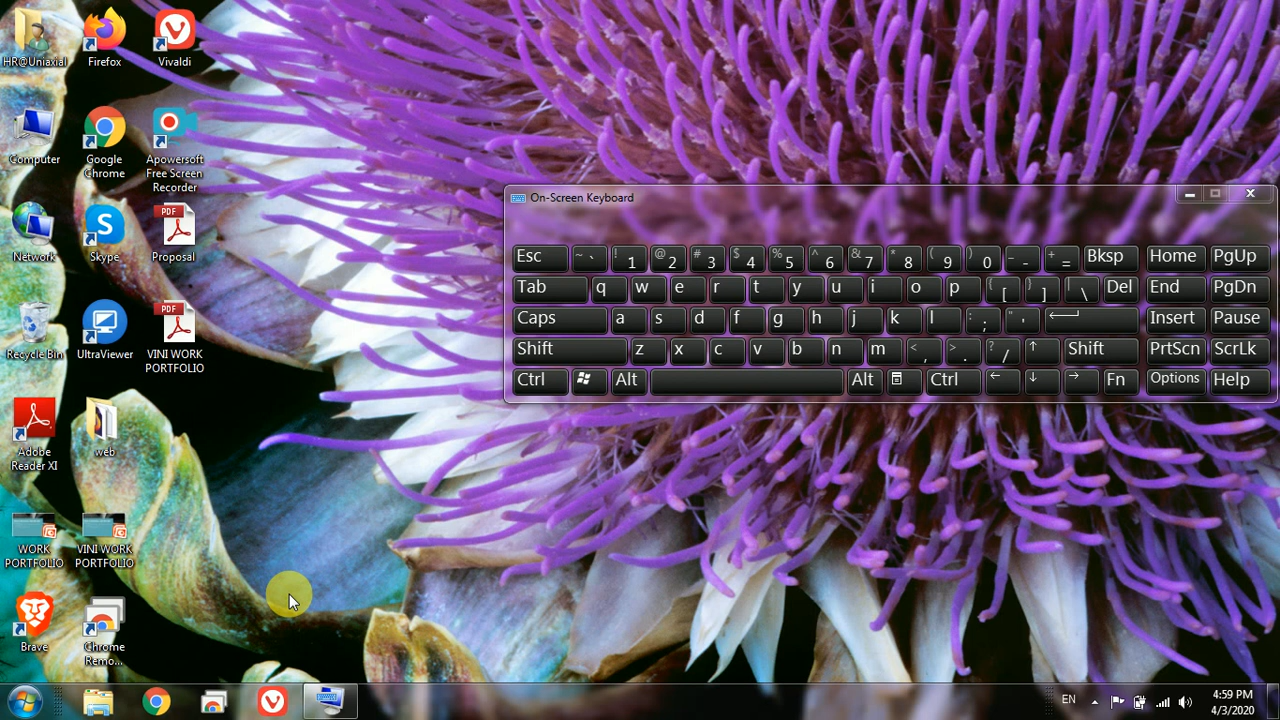 HR@Uniaxial
Firefox
Vivaldi
Computer
Google
Chrome
Apowersoft
Free Screen
Recorder
Network
Skype
PDF
Proposal
Recycle Bin
UltraViewer
PDF
VINI WORK
PORTFOLIO
Adobe
Reader XI
web
WORK
PORTFOLIO
VINI WORK
PORTFOLIO
Brave
Chrome
Remo...
On-Screen Keyboard
Esc ~ ` ! 1 @ 2 # 3 $ 4 % 5 ^ 6 & 7 * 8 ( 9 ) 0 _ - + = Bksp Home PgUp
Tab q w e r t y u i o p { [ } ] | \ Del End PgDn
Caps a s d f g h j k l : ; " ' Insert Pause
Shift z x c v b n m < , > . ? / ↑ Shift PrtScn ScrLk
Ctrl Alt Alt Ctrl ← ↓ → Fn Options Help
EN
4:59 PM
4/3/2020